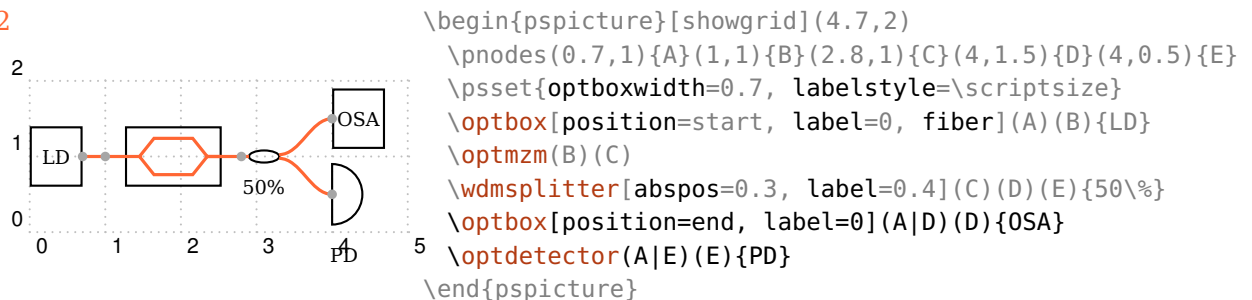 2
2
1
0
0
1
2
3
4
5
LD
50%
OSA
PD
\begin{pspicture}[showgrid](4.7,2)
\pnodes(0.7,1){A}(1,1){B}(2.8,1){C}(4,1.5){D}(4,0.5){E}
\psset{optboxwidth=0.7, labelstyle=\scriptsize}
\optbox[position=start, label=0, fiber](A)(B){LD}
\optmzm(B)(C)
\wdmsplitter[abspos=0.3, label=0.4](C)(D)(E){50\%}
\optbox[position=end, label=0](A|D)(D){OSA}
\optdetector(A|E)(E){PD}
\end{pspicture}